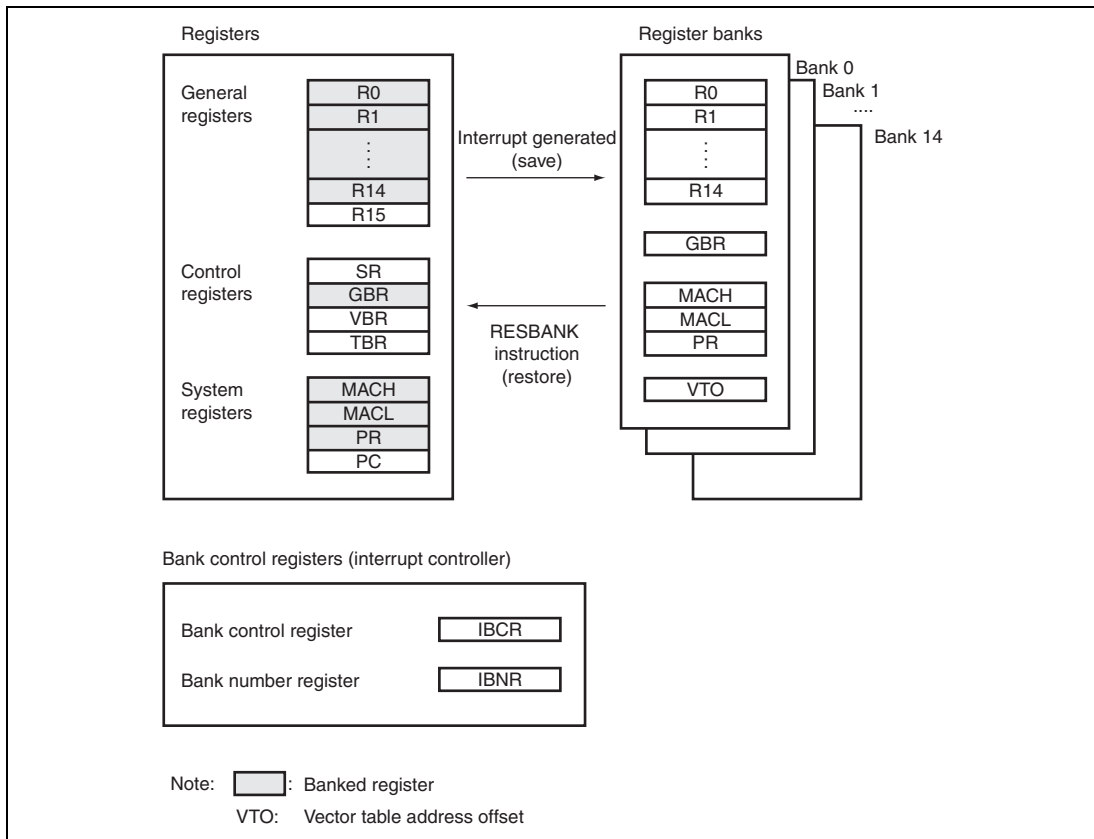 Registers
General
registers
R0
R1
R14
R15
Control
registers
SR
GBR
VBR
TBR
System
registers
MACH
MACL
PR
PC
Interrupt generated
(save)
RESBANK
instruction
(restore)
Register banks
Bank 0
Bank 1
....
Bank 14
R0
R1
R14
GBR
MACH
MACL
PR
VTO
Bank control registers (interrupt controller)
Bank control register
IBCR
Bank number register
IBNR
Note: : Banked register
VTO: Vector table address offset